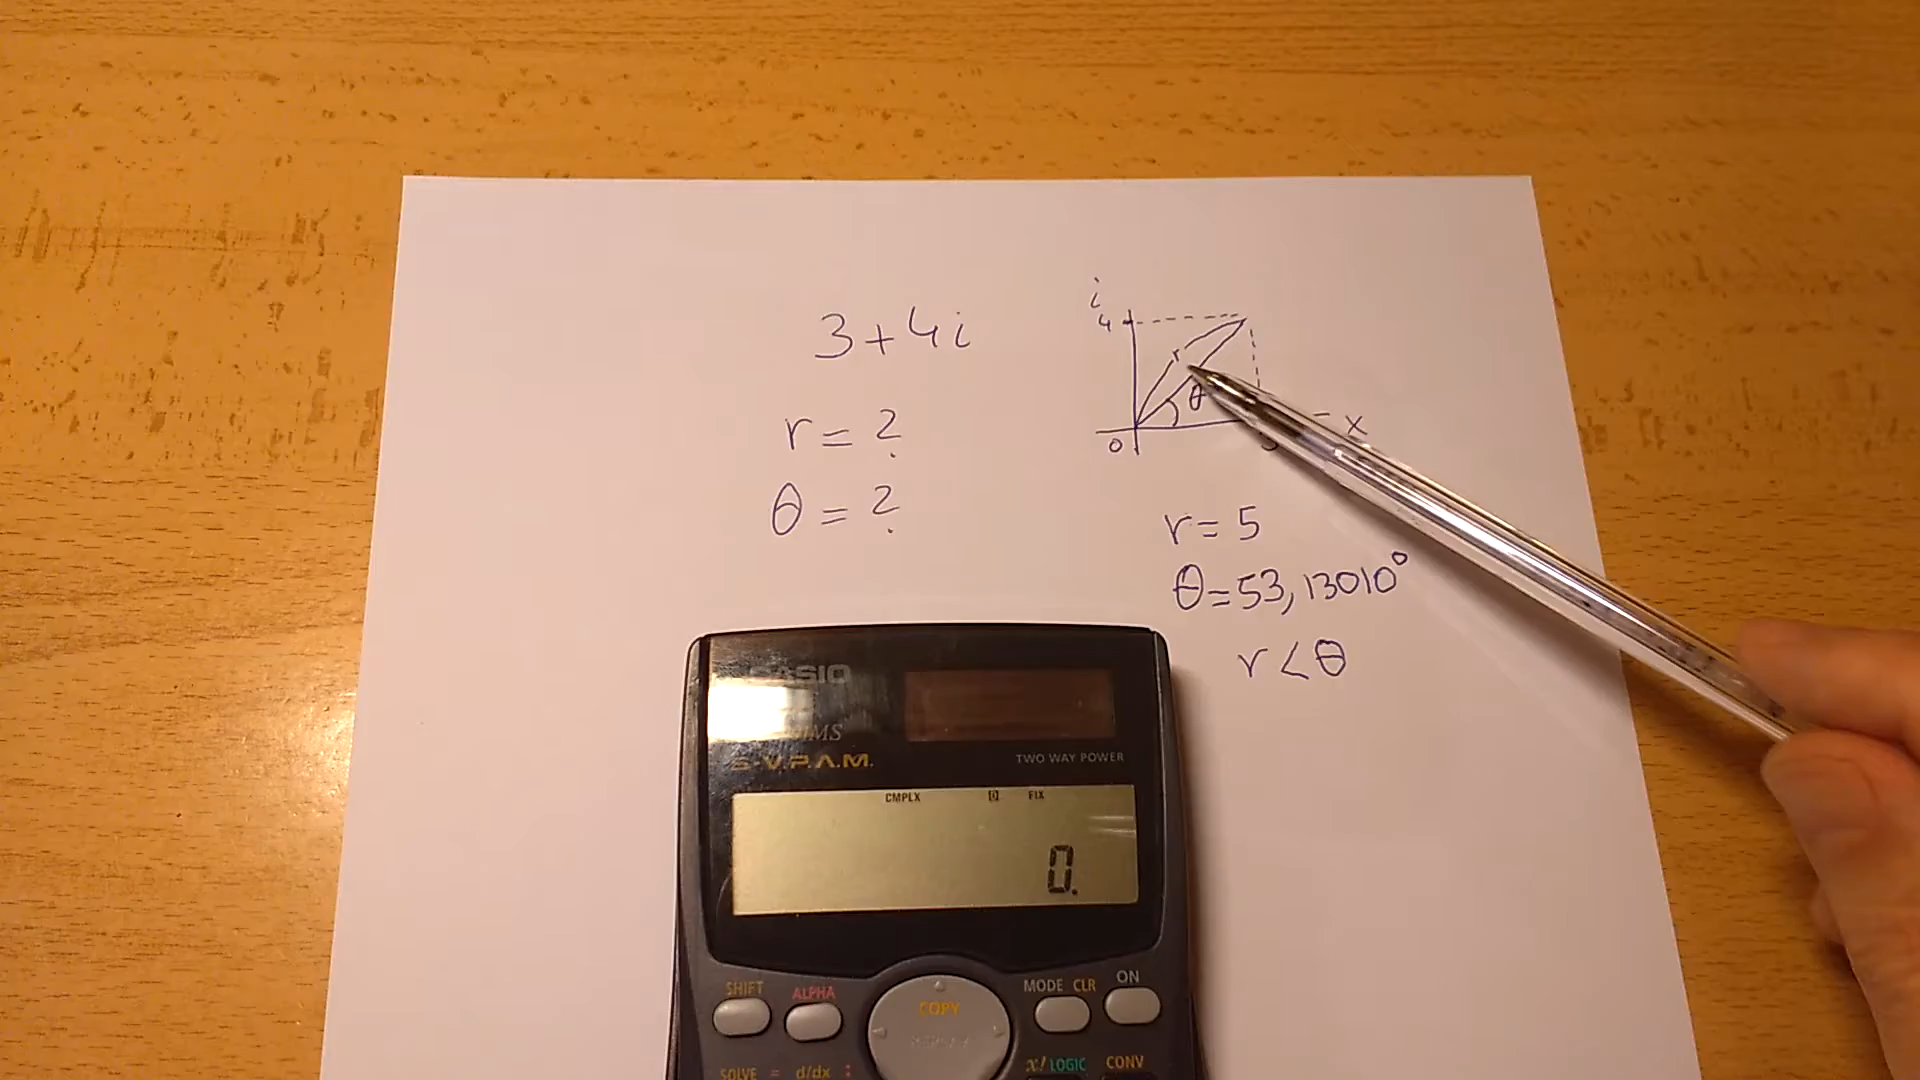 3+4i
r = ?
θ = ?
i
4
r
θ
0
x
r = 5
θ = 53,13010°
r < θ
TWO WAY POWER
CMPLX D FIX
0.
SHIFT
ALPHA
COPY
MODE CLR
ON
SOLVE = d/dx :
x! LOGIC
CONV